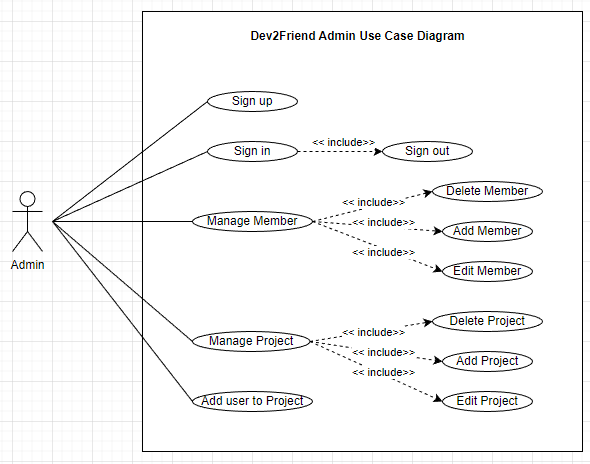 Dev2Friend Admin Use Case Diagram
Sign up
Sign in
<< include>>
Sign out
Admin
Manage Member
<< include>>
Delete Member
<< include>>
Add Member
<< include>>
Edit Member
Manage Project
<< include>>
Delete Project
<< include>>
Add Project
<< include>>
Edit Project
Add user to Project